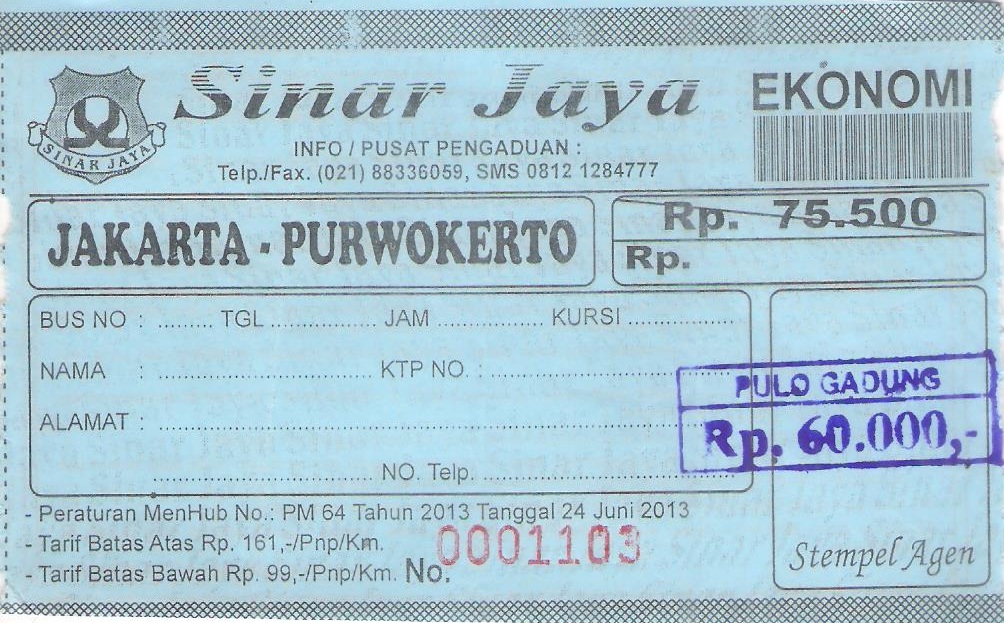 Sinar Jaya
SINAR JAYA
EKONOMI
INFO / PUSAT PENGADUAN :
Telp./Fax. (021) 88336059, SMS 0812 1284777
JAKARTA - PURWOKERTO
Rp. 75.500
Rp.
BUS NO : ......... TGL .................. JAM .................. KURSI ..................
NAMA : .................................... KTP NO. : ....................................
ALAMAT : ........................................................................
.................................... NO. Telp. ....................................
PULO GADUNG
Rp. 60.000,-
- Peraturan MenHub No.: PM 64 Tahun 2013 Tanggal 24 Juni 2013
- Tarif Batas Atas Rp. 161,-/Pnp/Km.
- Tarif Batas Bawah Rp. 99,-/Pnp/Km. No. 0001103
Stempel Agen